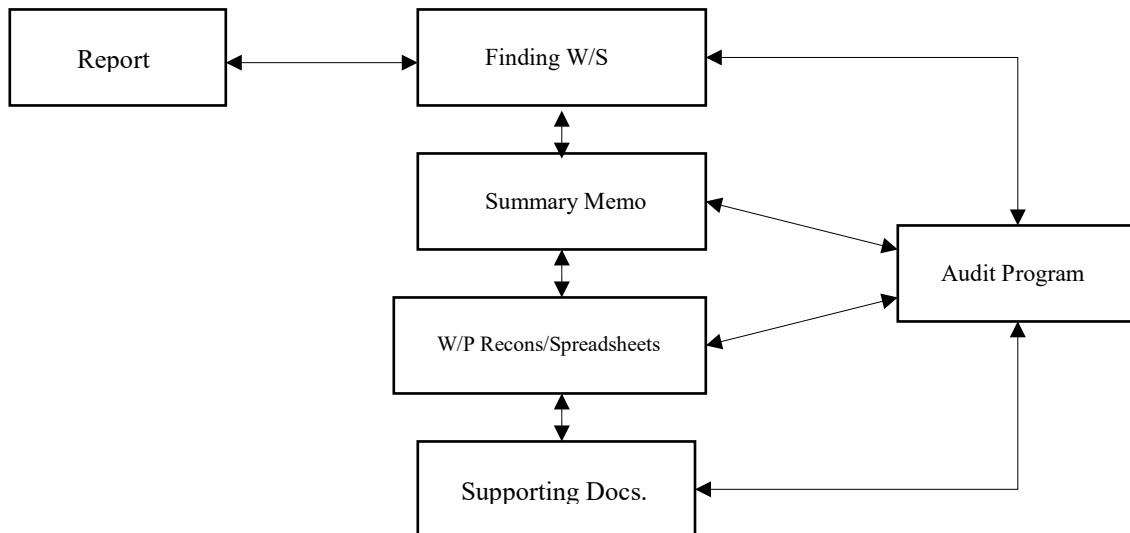 Report
Finding W/S
Summary Memo
Audit Program
W/P Recons/Spreadsheets
Supporting Docs.